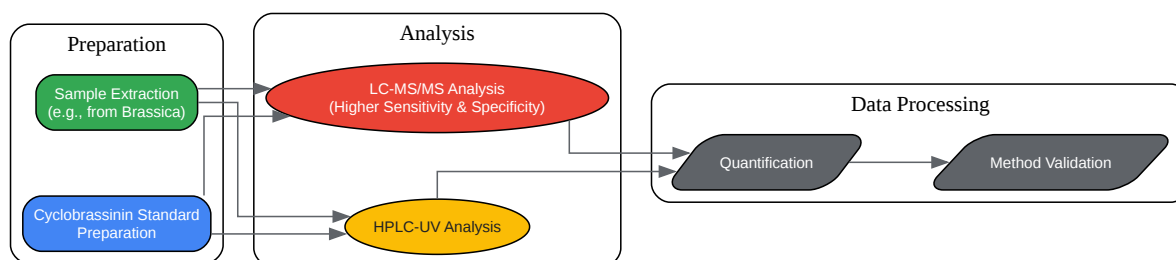 Preparation
Sample Extraction
(e.g., from Brassica)
Cyclobrassinin Standard
Preparation
Analysis
LC-MS/MS Analysis
(Higher Sensitivity & Specificity)
HPLC-UV Analysis
Data Processing
Quantification
Method Validation